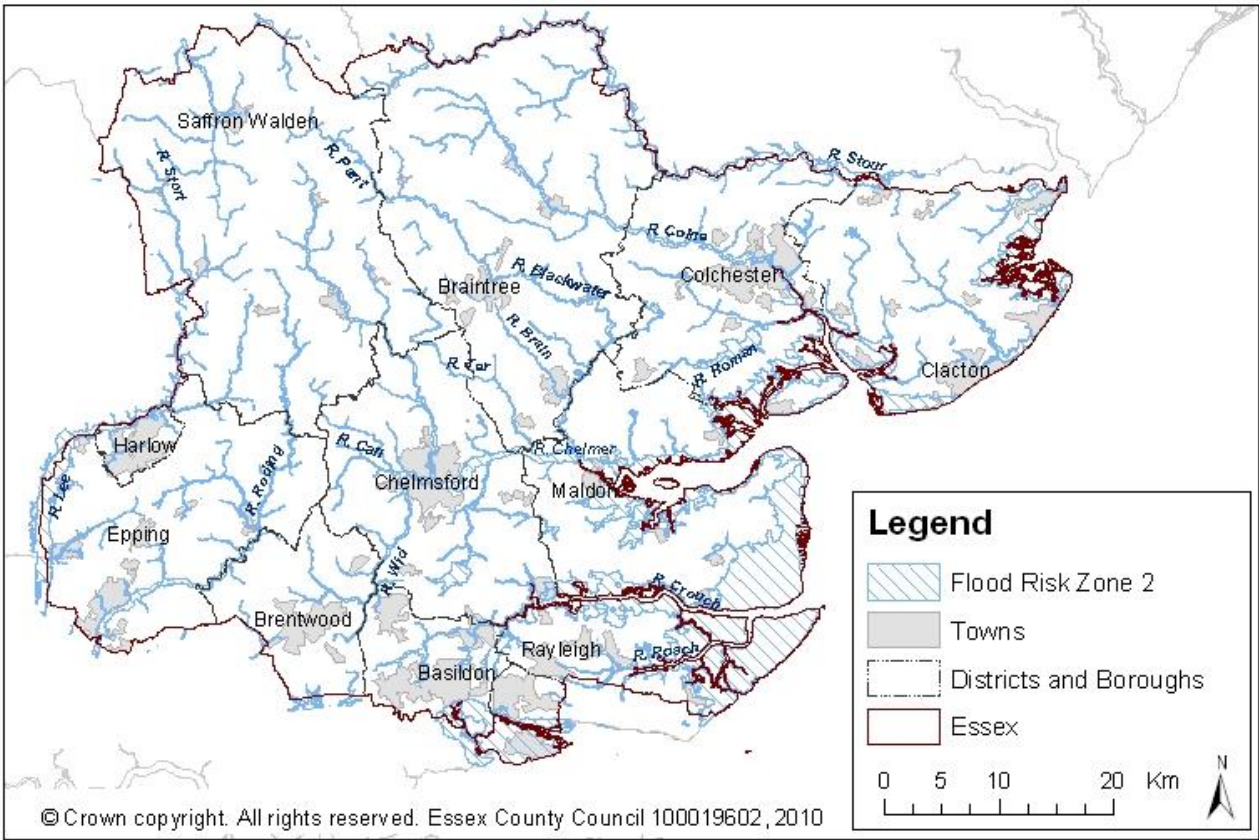 Saffron Walden
R. Stort
R. Pant
R. Stour
R. Colne
Colchester
Braintree
R. Blackwater
R. Brain
R. Ter
R. Roman
Clacton
Harlow
R. Lee
R. Roding
Epping
R. Can
Chelmsford
R. Chelmer
Maldon
R. Wid
Brentwood
R. Crouch
Rayleigh
R. Roach
Basildon
Legend
Flood Risk Zone 2
Towns
Districts and Boroughs
Essex
0 5 10 20 Km
N
© Crown copyright. All rights reserved. Essex County Council 100019602, 2010